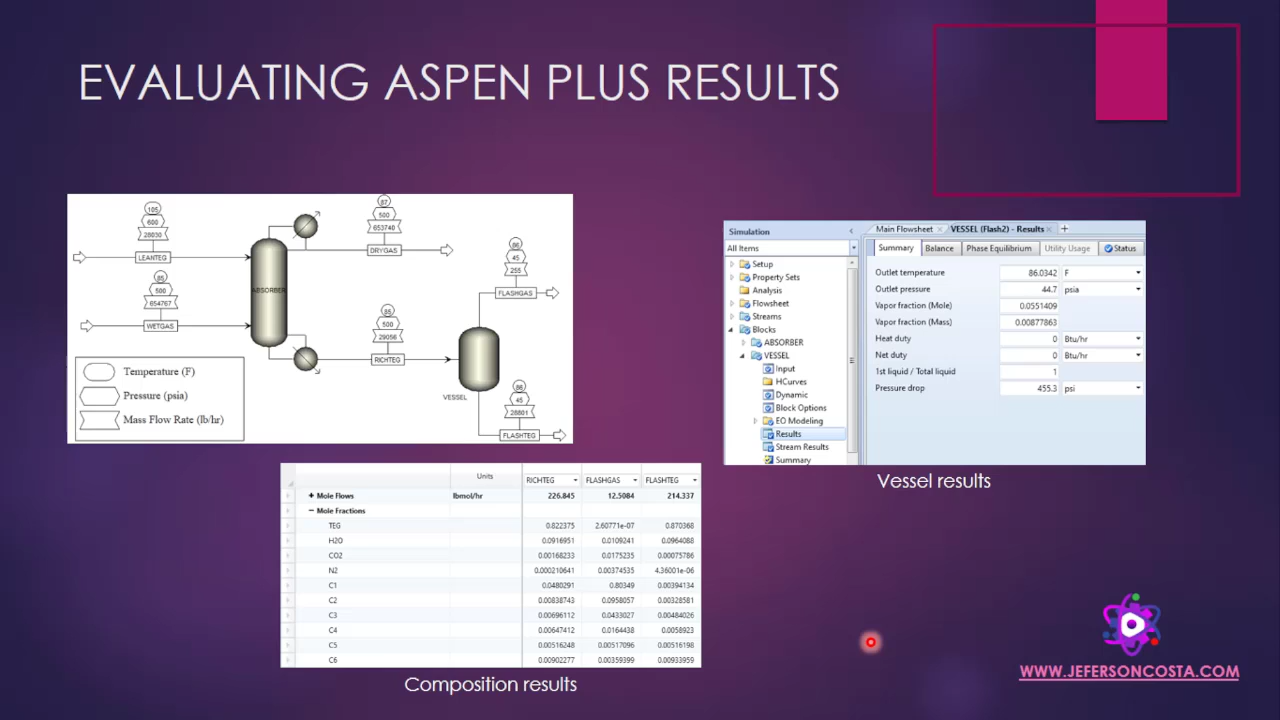 EVALUATING ASPEN PLUS RESULTS
105
600
28030
LEANTEG
85
500
654767
WETGAS
ABSORBER
87
500
653740
DRYGAS
85
500
29056
RICHTEG
86
45
255
FLASHGAS
VESSEL
86
45
28801
FLASHTEG
Temperature (F)
Pressure (psia)
Mass Flow Rate (lb/hr)
Simulation
All Items
Setup
Property Sets
Analysis
Flowsheet
Streams
Blocks
ABSORBER
VESSEL
Input
HCurves
Dynamic
Block Options
EO Modeling
Results
Stream Results
Summary
Main Flowsheet VESSEL (Flash2) - Results
Summary Balance Phase Equilibrium Utility Usage Status
Outlet temperature 86.0342 F
Outlet pressure 44.7 psia
Vapor fraction (Mole) 0.0551409
Vapor fraction (Mass) 0.00877863
Heat duty 0 Btu/hr
Net duty 0 Btu/hr
1st liquid / Total liquid 1
Pressure drop 455.3 psi
Vessel results
Units RICHTEG FLASHGAS FLASHTEG
+ Mole Flows lbmol/hr 226.845 12.5084 214.337
− Mole Fractions
TEG 0.822375 2.60771e-07 0.870368
H2O 0.0916951 0.0109241 0.0964088
CO2 0.00168233 0.0175235 0.00075786
N2 0.000210641 0.00374535 4.36001e-06
C1 0.0480291 0.80349 0.00394134
C2 0.00838743 0.0958057 0.00328581
C3 0.00696112 0.0433027 0.00484026
C4 0.00647412 0.0164438 0.0058923
C5 0.00516248 0.00517096 0.00516198
C6 0.00902277 0.00359399 0.00933959
Composition results
WWW.JEFERSONCOSTA.COM